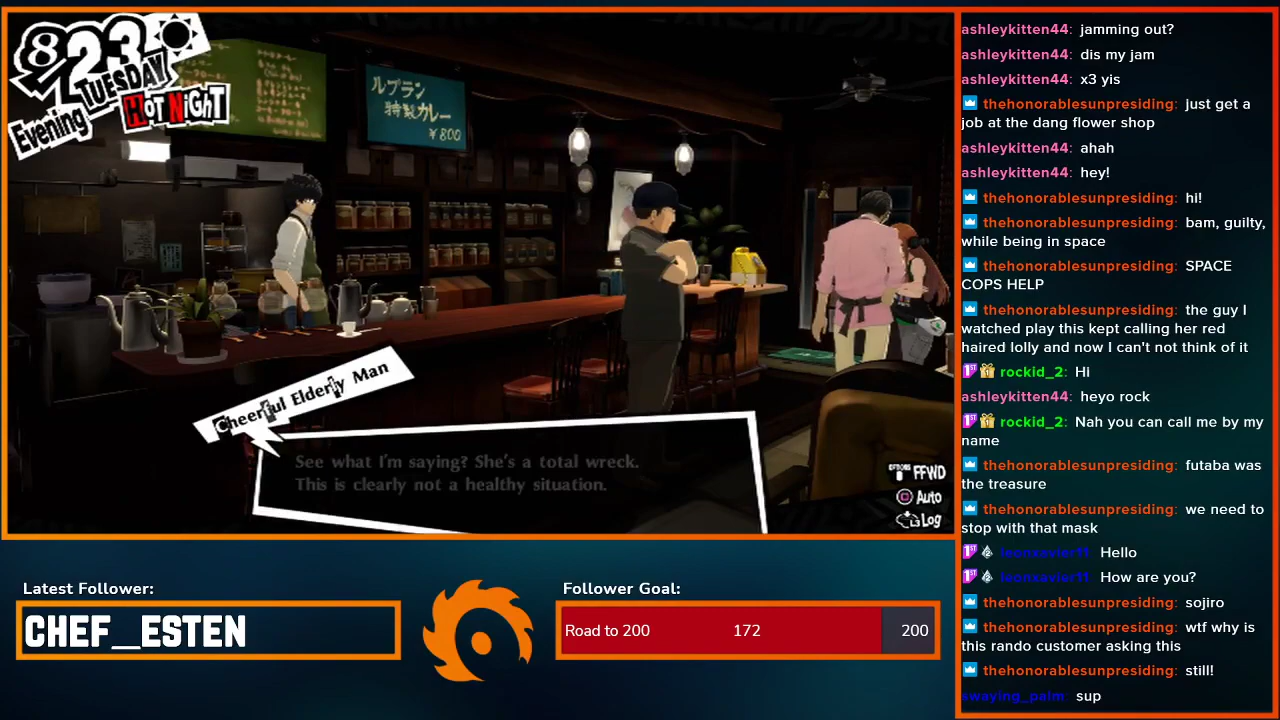 8/23
TUESDAY
Evening
HOT NIGHT
ルブラン
特製カレー
¥800
Cheerful Elderly Man
See what I'm saying? She's a total wreck.
This is clearly not a healthy situation.
OPTIONS FFWD
Auto
Log
Latest Follower:
CHEF_ESTEN
Follower Goal:
Road to 200 172 200
ashleykitten44: jamming out?
ashleykitten44: dis my jam
ashleykitten44: x3 yis
thehonorablesunpresiding: just get a
job at the dang flower shop
ashleykitten44: ahah
ashleykitten44: hey!
thehonorablesunpresiding: hi!
thehonorablesunpresiding: bam, guilty,
while being in space
thehonorablesunpresiding: SPACE
COPS HELP
thehonorablesunpresiding: the guy I
watched play this kept calling her red
haired lolly and now I can't not think of it
1ST rockid_2: Hi
ashleykitten44: heyo rock
1ST rockid_2: Nah you can call me by my
name
thehonorablesunpresiding: futaba was
the treasure
thehonorablesunpresiding: we need to
stop with that mask
1ST 2 leonxavier11 Hello
1ST 2 leonxavier11 How are you?
thehonorablesunpresiding: sojiro
thehonorablesunpresiding: wtf why is
this rando customer asking this
thehonorablesunpresiding: still!
swaying_palm: sup